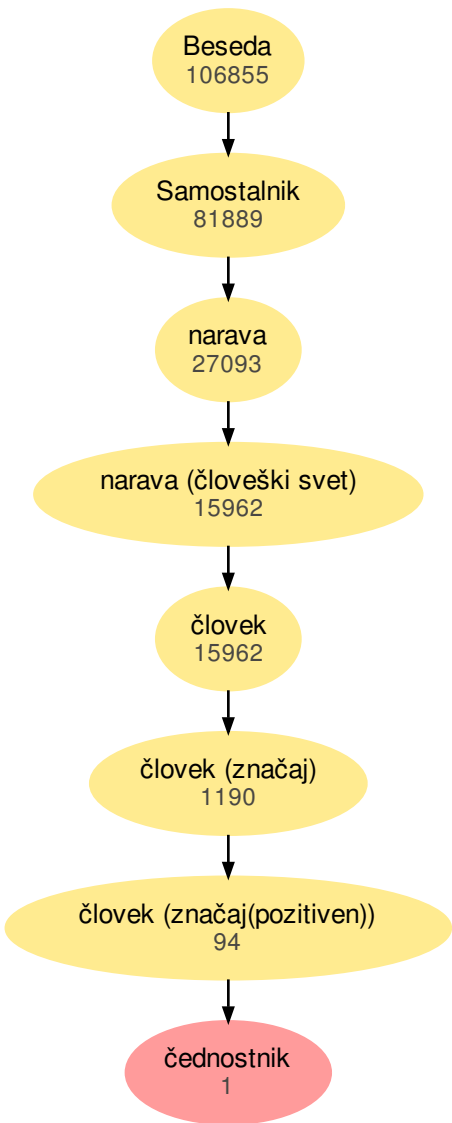 Beseda
106855
Samostalnik
81889
narava
27093
narava (človeški svet)
15962
človek
15962
človek (značaj)
1190
človek (značaj(pozitiven))
94
čednostnik
1